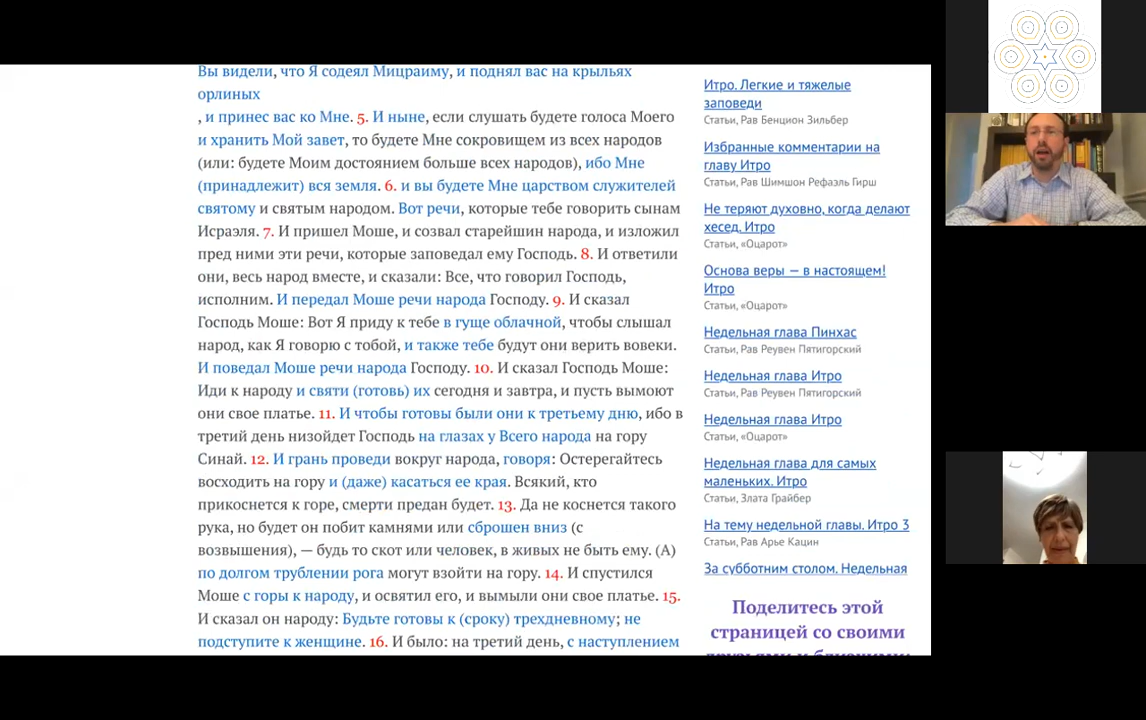 Вы видели, что Я содеял Мицраиму, и поднял вас на крыльях
орлиных
, и принес вас ко Мне. 5. И ныне, если слушать будете голоса Моего
и хранить Мой завет, то будете Мне сокровищем из всех народов
(или: будете Моим достоянием больше всех народов), ибо Мне
(принадлежит) вся земля. 6. и вы будете Мне царством служителей
святому и святым народом. Вот речи, которые тебе говорить сынам
Исраэля. 7. И пришел Моше, и созвал старейшин народа, и изложил
пред ними эти речи, которые заповедал ему Господь. 8. И ответили
они, весь народ вместе, и сказали: Все, что говорил Господь,
исполним. И передал Моше речи народа Господу. 9. И сказал
Господь Моше: Вот Я приду к тебе в гуще облачной, чтобы слышал
народ, как Я говорю с тобой, и также тебе будут они верить вовеки.
И поведал Моше речи народа Господу. 10. И сказал Господь Моше:
Иди к народу и святи (готовь) их сегодня и завтра, и пусть вымоют
они свое платье. 11. И чтобы готовы были они к третьему дню, ибо в
третий день низойдет Господь на глазах у Всего народа на гору
Синай. 12. И грань проведи вокруг народа, говоря: Остерегайтесь
восходить на гору и (даже) касаться ее края. Всякий, кто
прикоснется к горе, смерти предан будет. 13. Да не коснется такого
рука, но будет он побит камнями или сброшен вниз (с
возвышения), — будь то скот или человек, в живых не быть ему. (А)
по долгом трублении рога могут взойти на гору. 14. И спустился
Моше с горы к народу, и освятил его, и вымыли они свое платье. 15.
И сказал он народу: Будьте готовы к (сроку) трехдневному; не
подступите к женщине. 16. И было: на третий день, с наступлением
Итро. Легкие и тяжелые
заповеди
Статьи, Рав Бенцион Зильбер
Избранные комментарии на
главу Итро
Статьи, Рав Шимшон Рефаэль Гирш
Не теряют духовно, когда делают
хесед. Итро
Статьи, «Оцарот»
Основа веры — в настоящем!
Итро
Статьи, «Оцарот»
Недельная глава Пинхас
Статьи, Рав Реувен Пятигорский
Недельная глава Итро
Статьи, Рав Реувен Пятигорский
Недельная глава Итро
Статьи, «Оцарот»
Недельная глава для самых
маленьких. Итро
Статьи, Злата Грайбер
На тему недельной главы. Итро 3
Статьи, Рав Арье Кацин
За субботним столом. Недельная
Поделитесь этой
страницей со своими